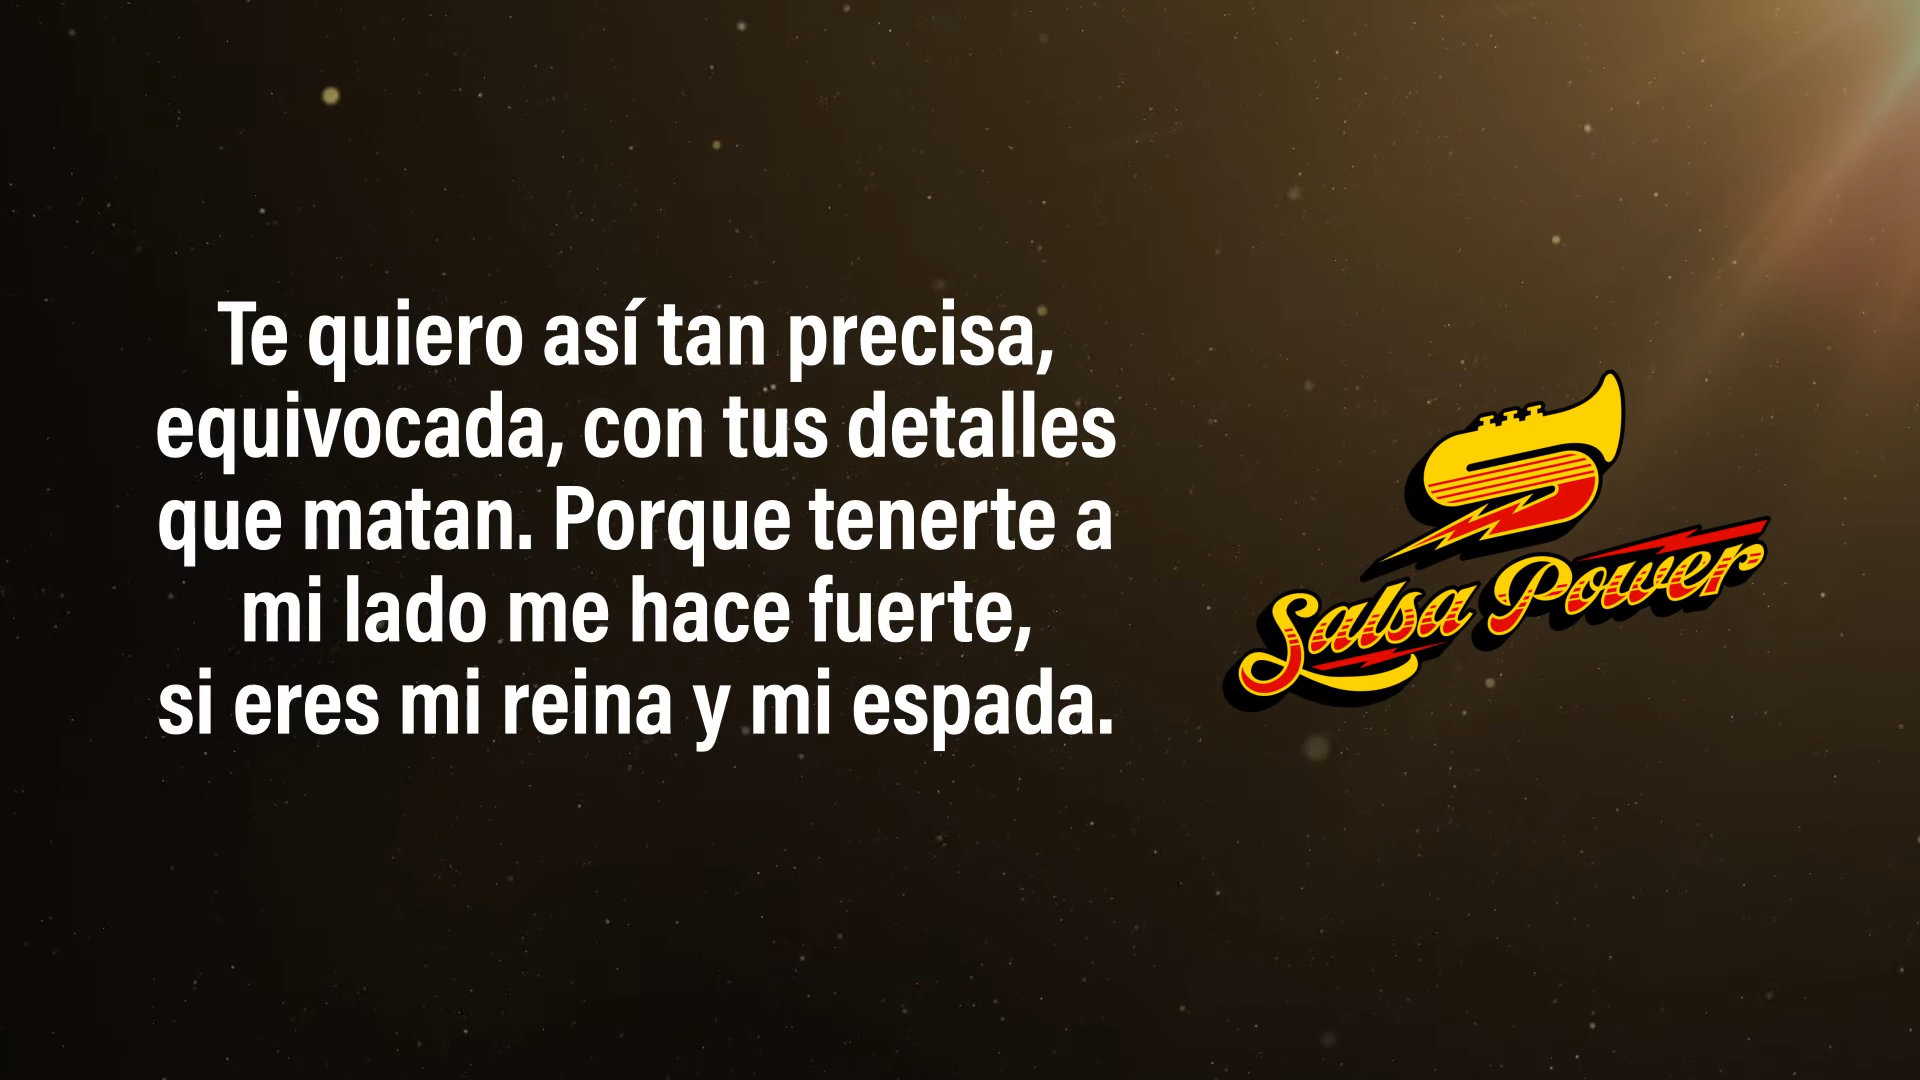 Te quiero así tan precisa,
equivocada, con tus detalles
que matan. Porque tenerte a
mi lado me hace fuerte,
si eres mi reina y mi espada.
Salsa Power